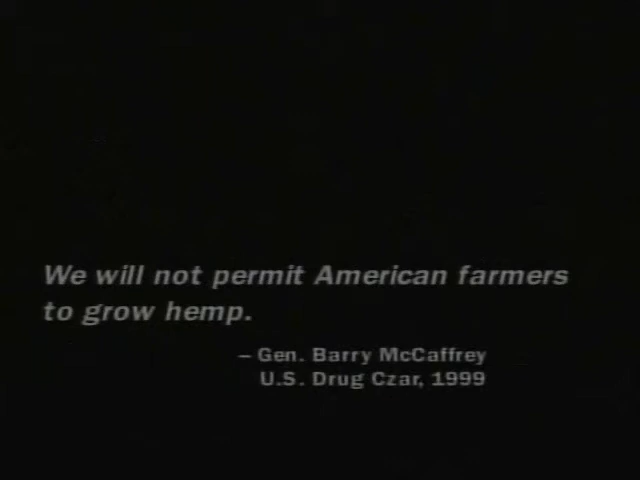 We will not permit American farmers
to grow hemp.
– Gen. Barry McCaffrey
U.S. Drug Czar, 1999